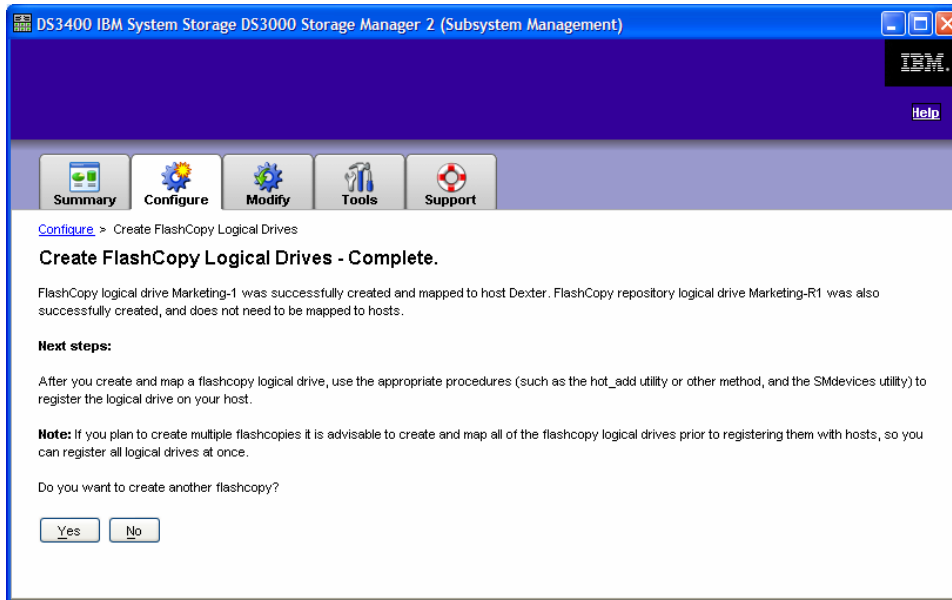 DS3400 IBM System Storage DS3000 Storage Manager 2 (Subsystem Management)
IBM.
Help
Summary
Configure
Modify
Tools
Support
Configure > Create FlashCopy Logical Drives
Create FlashCopy Logical Drives - Complete.
FlashCopy logical drive Marketing-1 was successfully created and mapped to host Dexter. FlashCopy repository logical drive Marketing-R1 was also
successfully created, and does not need to be mapped to hosts.
Next steps:
After you create and map a flashcopy logical drive, use the appropriate procedures (such as the hot_add utility or other method, and the SMdevices utility) to
register the logical drive on your host.
Note: If you plan to create multiple flashcopies it is advisable to create and map all of the flashcopy logical drives prior to registering them with hosts, so you
can register all logical drives at once.
Do you want to create another flashcopy?
Yes
No